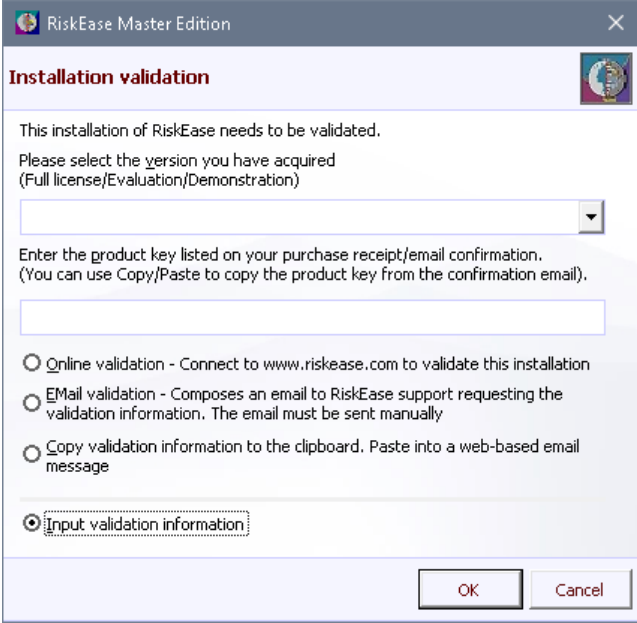 RiskEase Master Edition
Installation validation
This installation of RiskEase needs to be validated.
Please select the version you have acquired
(Full license/Evaluation/Demonstration)
Enter the product key listed on your purchase receipt/email confirmation.
(You can use Copy/Paste to copy the product key from the confirmation email).
Online validation - Connect to www.riskease.com to validate this installation
EMail validation - Composes an email to RiskEase support requesting the
validation information. The email must be sent manually
Copy validation information to the clipboard. Paste into a web-based email
message
Input validation information
OK
Cancel